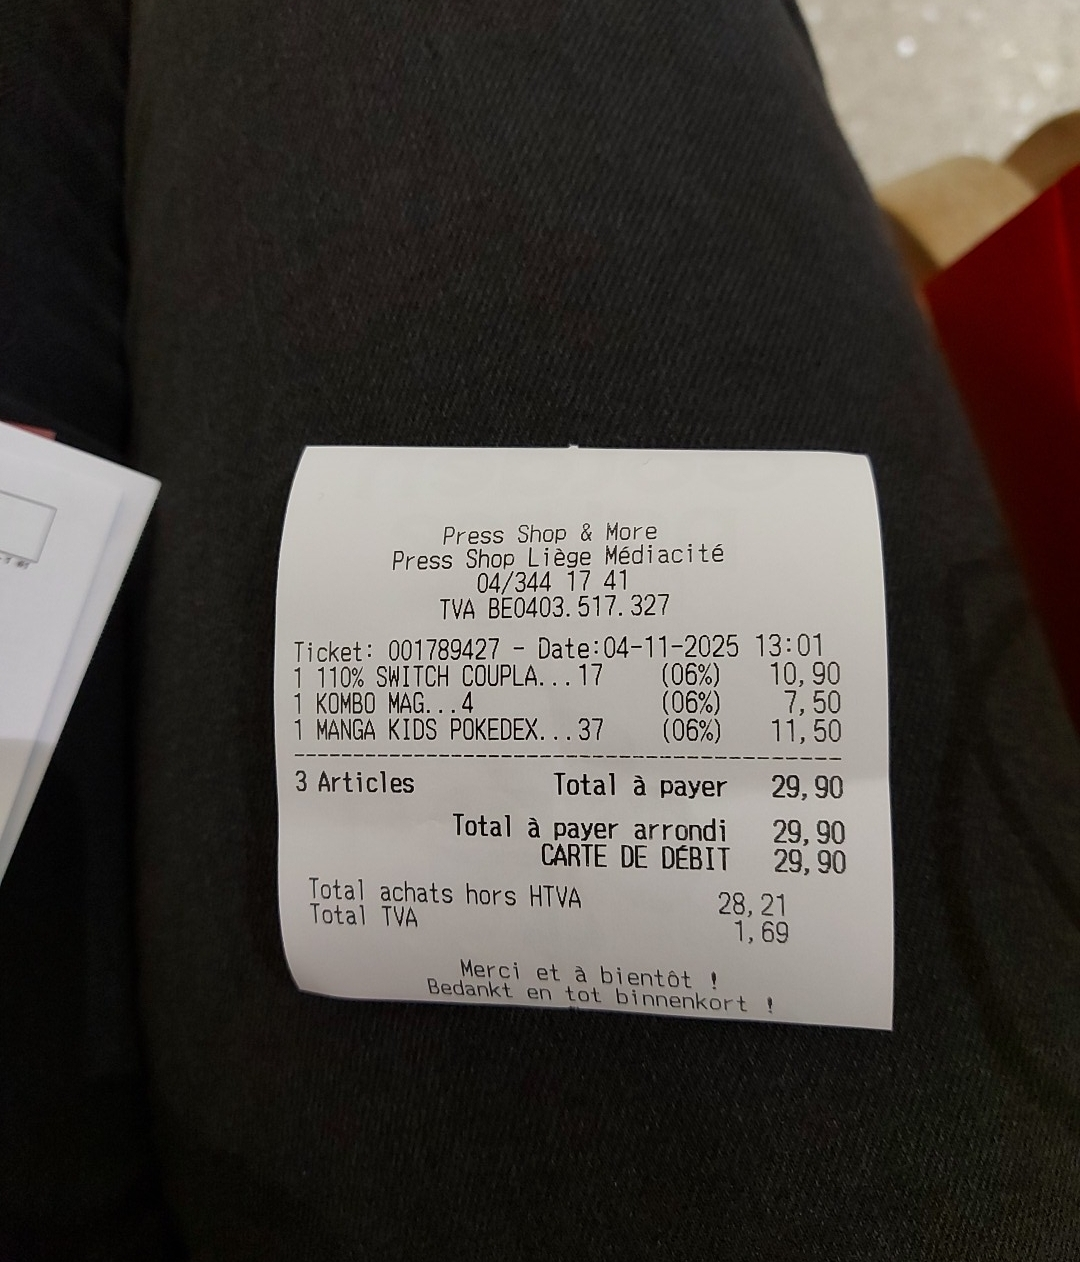 Press Shop & More
Press Shop Liège Médiacité
04/344 17 41
TVA BE0403.517.327
Ticket: 001789427 - Date:04-11-2025 13:01
1 110% SWITCH COUPLA...17 (06%) 10,90
1 KOMBO MAG...4 (06%) 7,50
1 MANGA KIDS POKEDEX...37 (06%) 11,50
3 Articles Total à payer 29,90
Total à payer arrondi 29,90
CARTE DE DÉBIT 29,90
Total achats hors HTVA 28,21
Total TVA 1,69
Merci et à bientôt !
Bedankt en tot binnenkort !